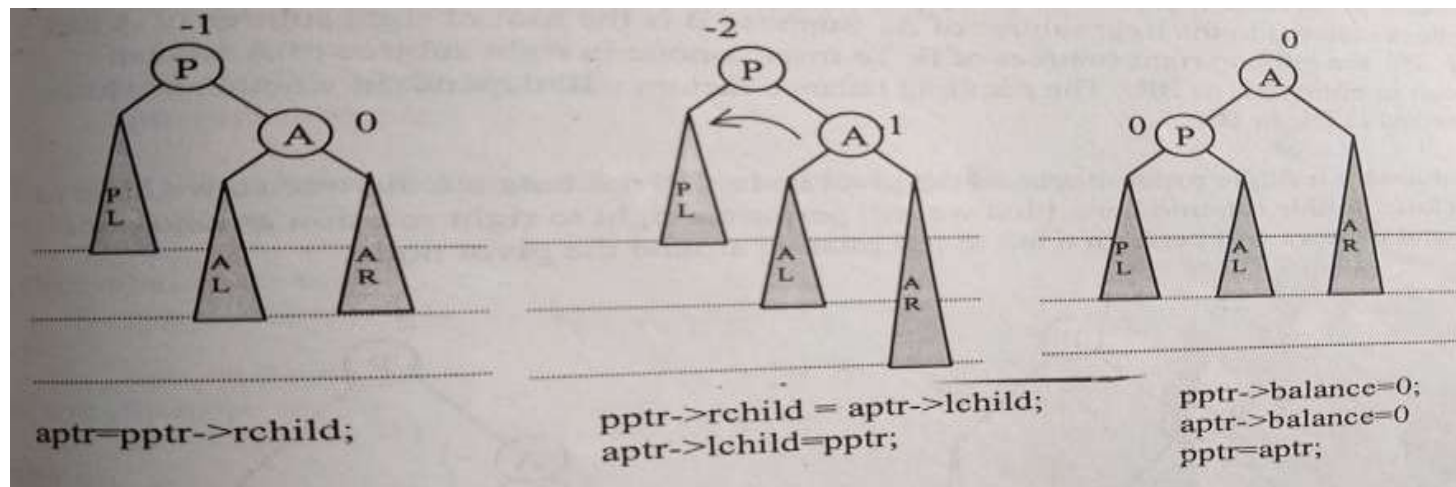 -1
P
A 0
P
L
A
L
A
R
aptr=pptr->rchild;
-2
P
A 1
P
L
A
L
A
R
pptr->rchild = aptr->lchild;
aptr->lchild=pptr;
0
A
0 P
P
L
A
L
A
R
pptr->balance=0;
aptr->balance=0
pptr=aptr;